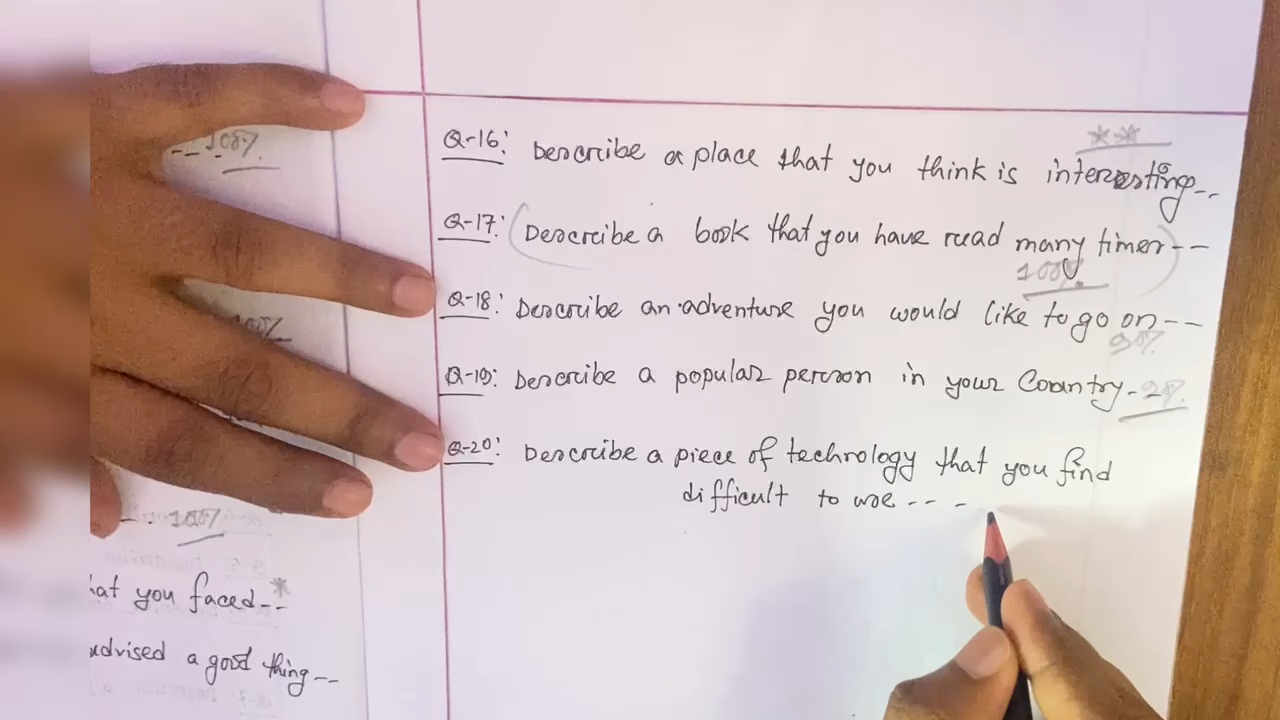 --- 100%
100%
-- 100%
hat you faced-- *
advised a good thing--
**
Q-16: Describe a place that you think is interesting--
Q-17: (Describe a book that you have read many times--)
100%
Q-18: Describe an adventure you would like to go on--
90%
Q-19: Describe a popular person in your Country-
Q-20: Describe a piece of technology that you find
difficult to use-- -